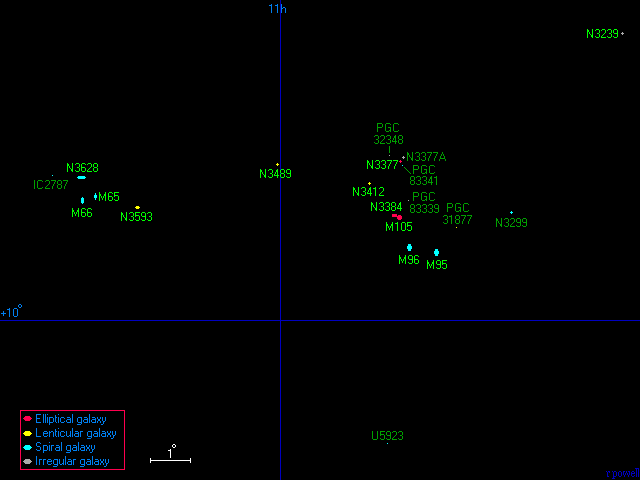 11h
N3239
PGC
32348
N3377A
N3377
PGC
83341
N3628
IC2787
N3489
M65
N3412
M66
N3593
N3384
PGC
83339
M105
PGC
31877
N3299
M96
M95
+10°
U5923
Elliptical galaxy
Lenticular galaxy
Spiral galaxy
Irregular galaxy
1°
rpowell